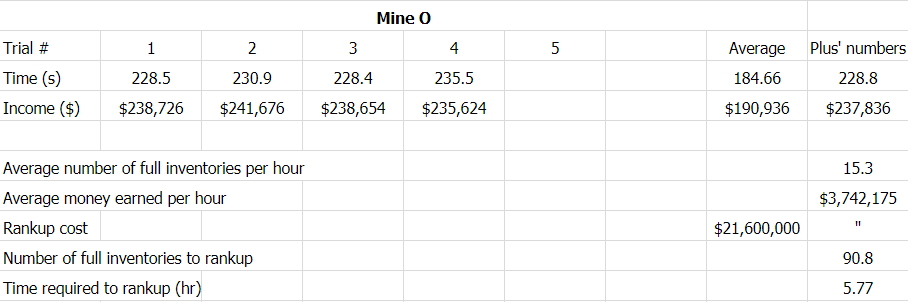 Mine O
Trial # 1 2 3 4 5 Average Plus' numbers
Time (s) 228.5 230.9 228.4 235.5 184.66 228.8
Income ($) $238,726 $241,676 $238,654 $235,624 $190,936 $237,836
Average number of full inventories per hour 15.3
Average money earned per hour $3,742,175
Rankup cost $21,600,000 "
Number of full inventories to rankup 90.8
Time required to rankup (hr) 5.77